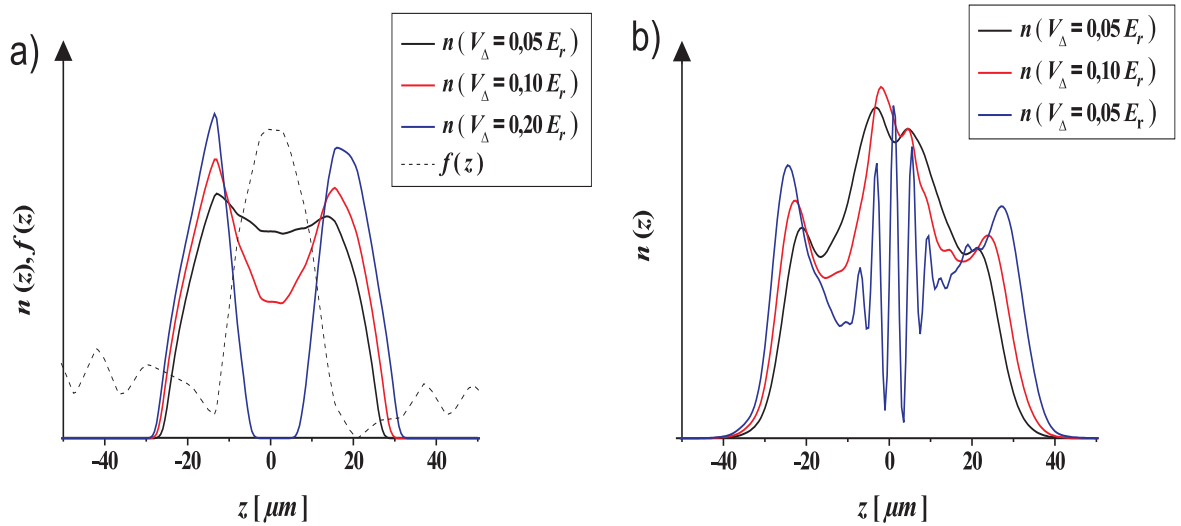 a)
n ( V_Δ = 0,05 E_r )
n ( V_Δ = 0,10 E_r )
n ( V_Δ = 0,20 E_r )
f (z)
n (z), f (z)
-40 -20 0 20 40
z [ μm ]
b)
n ( V_Δ = 0,05 E_r )
n ( V_Δ = 0,10 E_r )
n ( V_Δ = 0,05 E_r )
n (z)
-40 -20 0 20 40
z [ μm ]